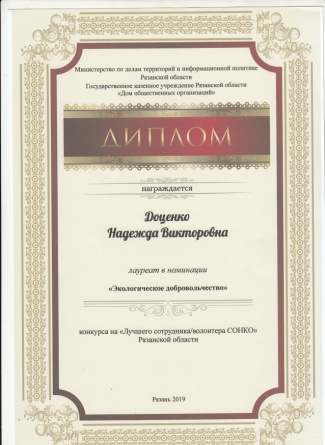 Министерство по делам территорий и информационной политике
Рязанской области
Государственное казенное учреждение Рязанской области
«Дом общественных организаций»
ДИПЛОМ
награждается
Доценко
Надежда Викторовна
лауреат в номинации
«Экологическое добровольчество»
конкурса на «Лучшего сотрудника/волонтера СОНКО»
Рязанской области
Рязань 2019